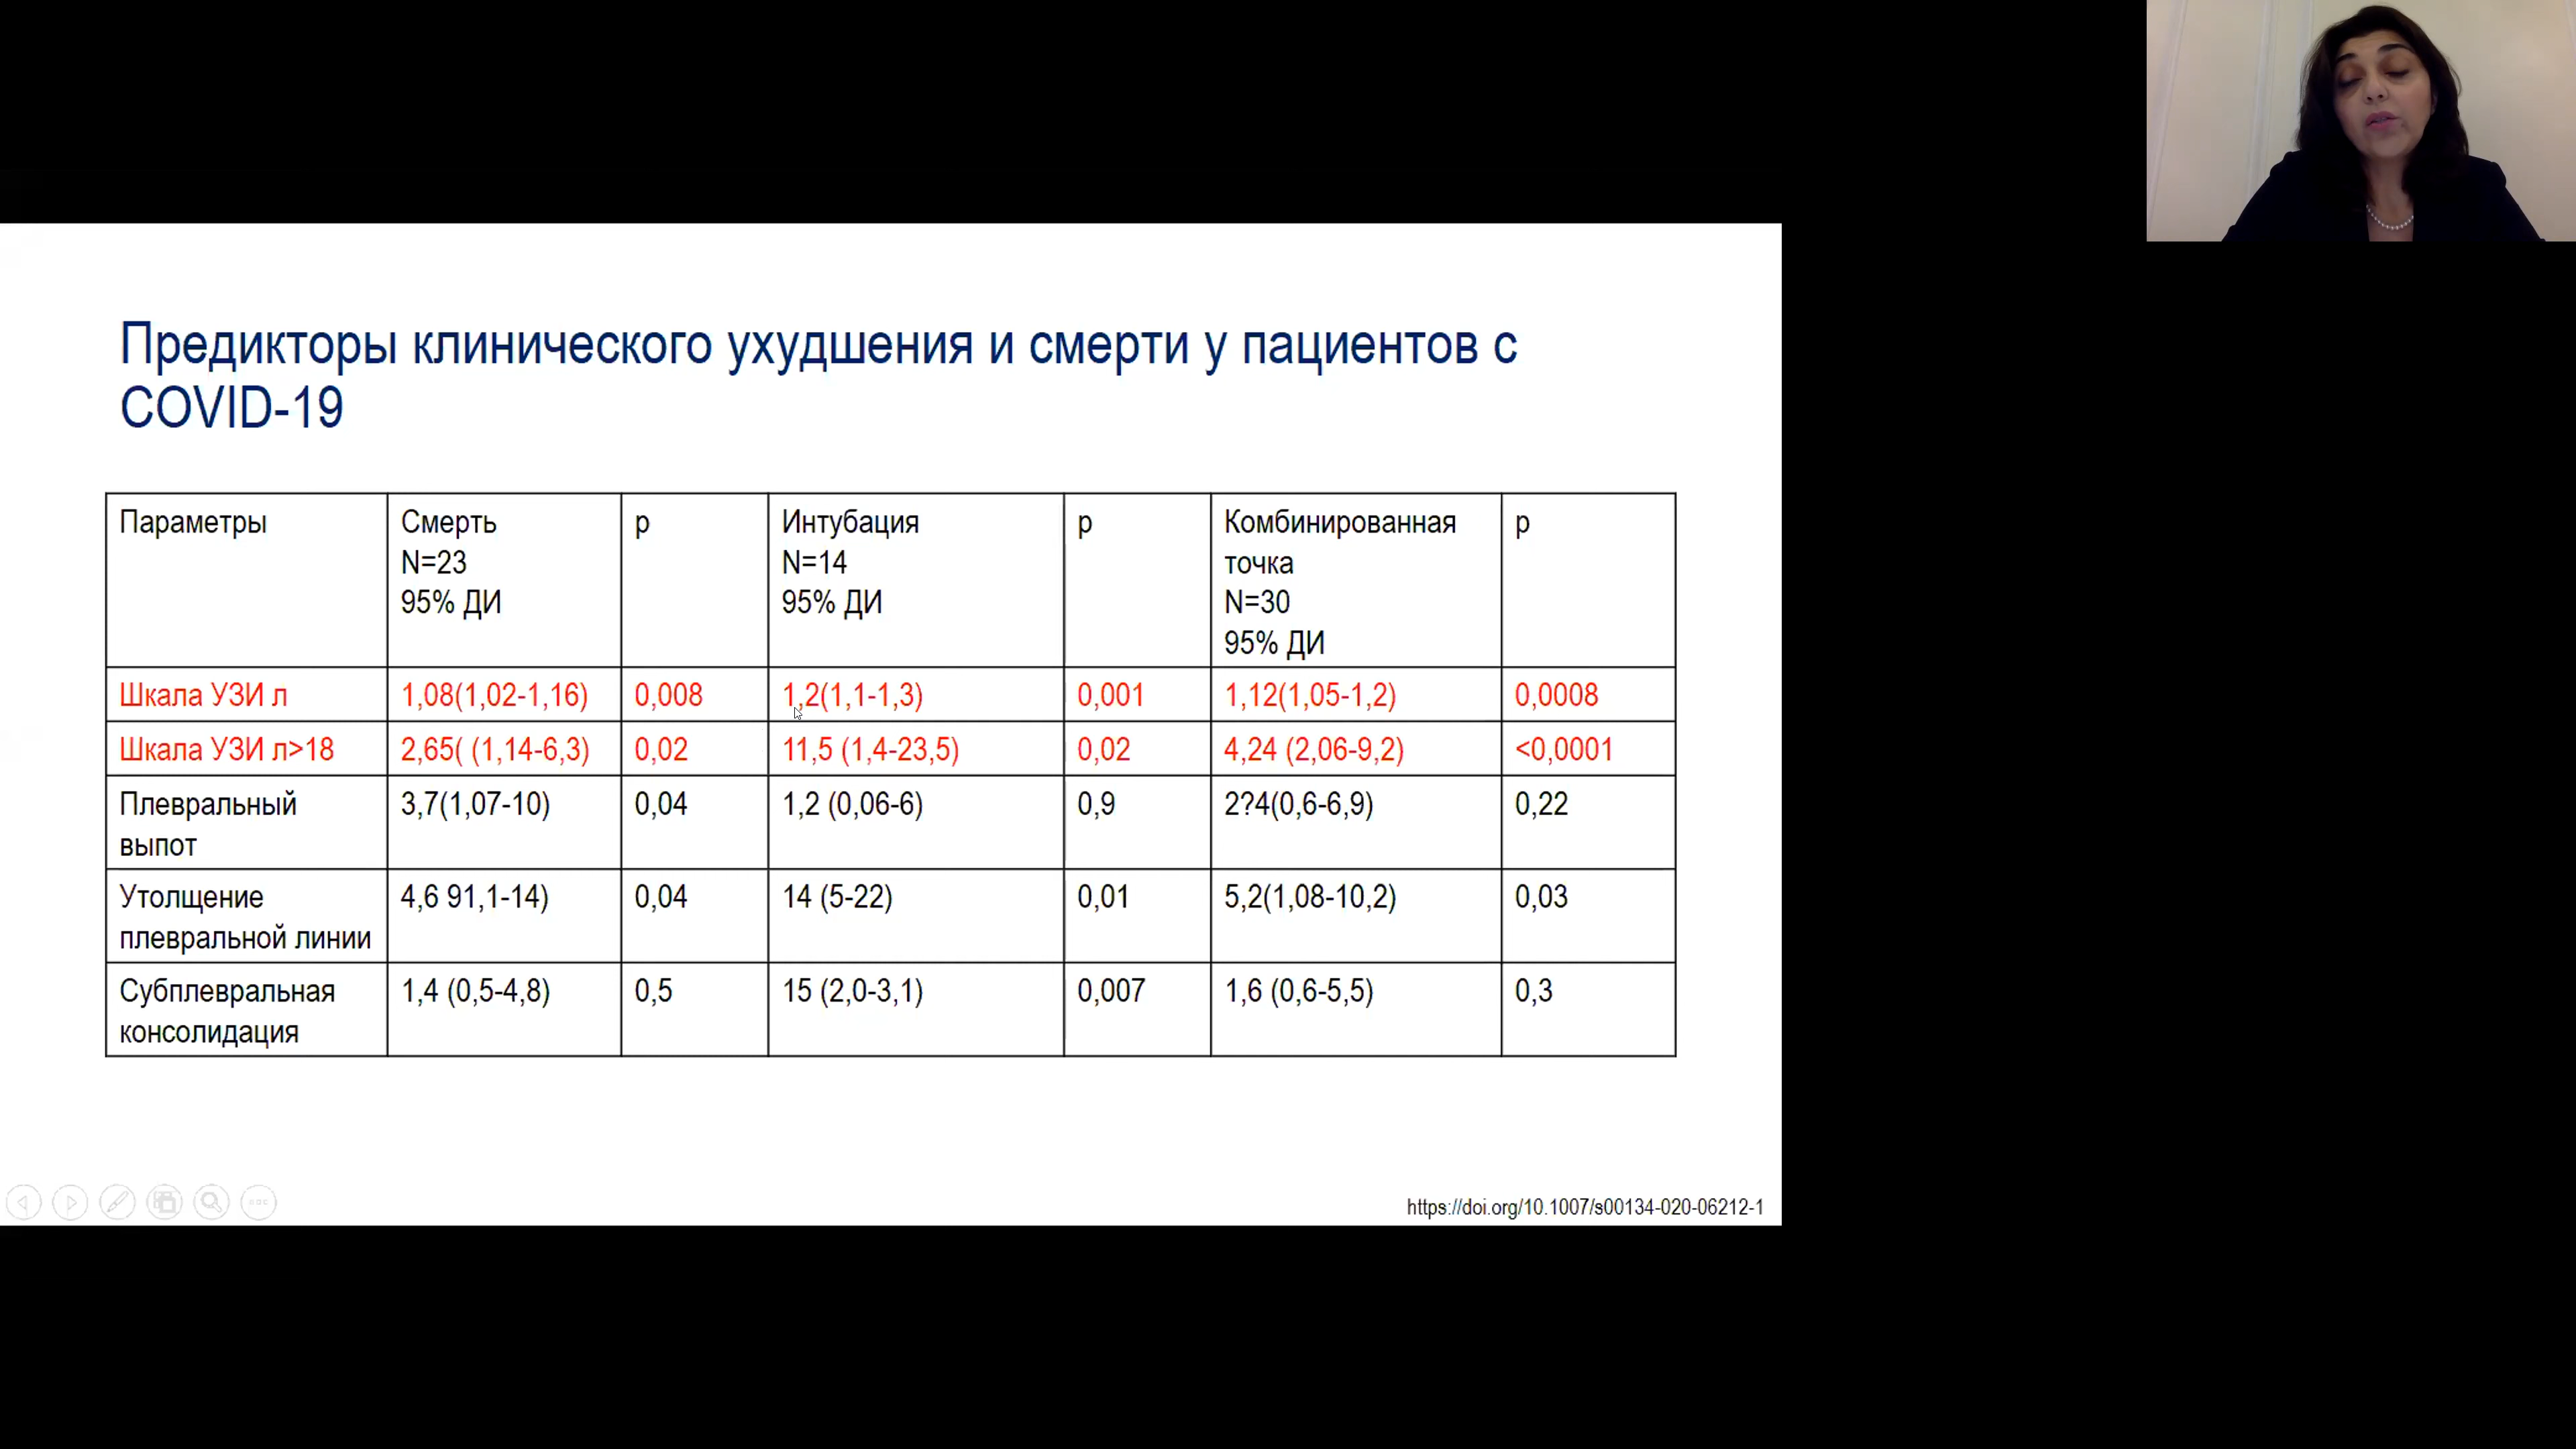 Предикторы клинического ухудшения и смерти у пациентов с
COVID-19
Параметры
Смерть
N=23
95% ДИ
p
Интубация
N=14
95% ДИ
p
Комбинированная
точка
N=30
95% ДИ
p
Шкала УЗИ л
1,08(1,02-1,16)
0,008
1,2(1,1-1,3)
0,001
1,12(1,05-1,2)
0,0008
Шкала УЗИ л>18
2,65( (1,14-6,3)
0,02
11,5 (1,4-23,5)
0,02
4,24 (2,06-9,2)
<0,0001
Плевральный
выпот
3,7(1,07-10)
0,04
1,2 (0,06-6)
0,9
2?4(0,6-6,9)
0,22
Утолщение
плевральной линии
4,6 91,1-14)
0,04
14 (5-22)
0,01
5,2(1,08-10,2)
0,03
Субплевральная
консолидация
1,4 (0,5-4,8)
0,5
15 (2,0-3,1)
0,007
1,6 (0,6-5,5)
0,3
https://doi.org/10.1007/s00134-020-06212-1